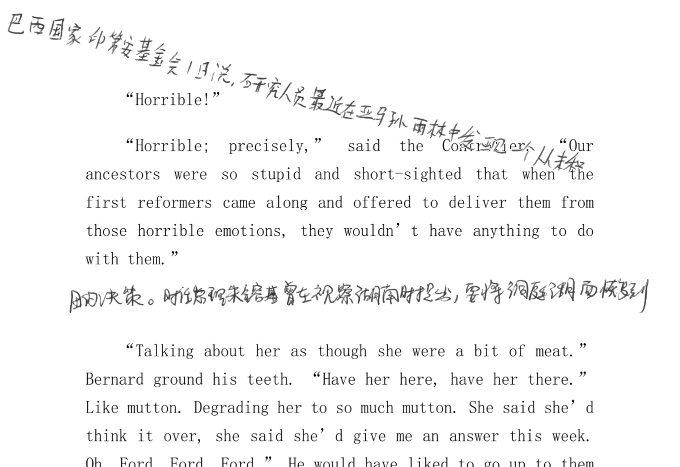 巴西国家印第安基金会1日说,研究人员最近在亚马孙雨林中发现一个从未被
“Horrible!”
“Horrible; precisely,” said the Controller. “Our
ancestors were so stupid and short-sighted that when the
first reformers came along and offered to deliver them from
those horrible emotions, they wouldn’t have anything to do
with them.”
的决策。时任总理朱镕基曾在视察湖南时提出,要将洞庭湖面恢复到
“Talking about her as though she were a bit of meat.”
Bernard ground his teeth. “Have her here, have her there.”
Like mutton. Degrading her to so much mutton. She said she’d
think it over, she said she’d give me an answer this week.
Oh, Ford, Ford, Ford.” He would have liked to go up to them